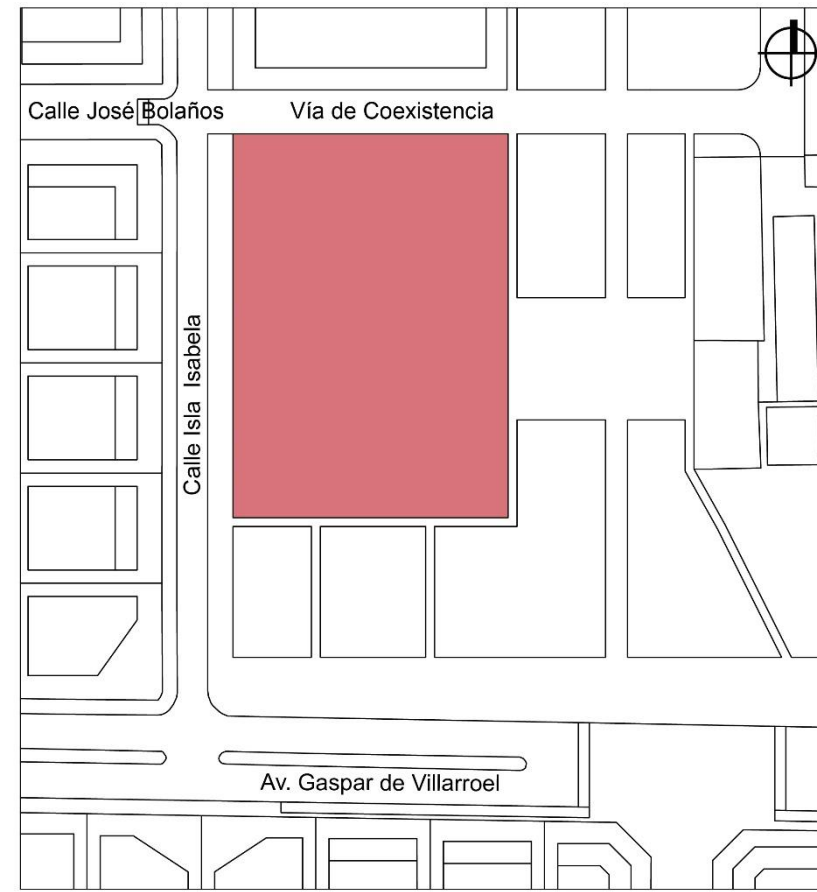 Calle José Bolaños
Vía de Coexistencia
Calle Isla Isabela
Av. Gaspar de Villarroel